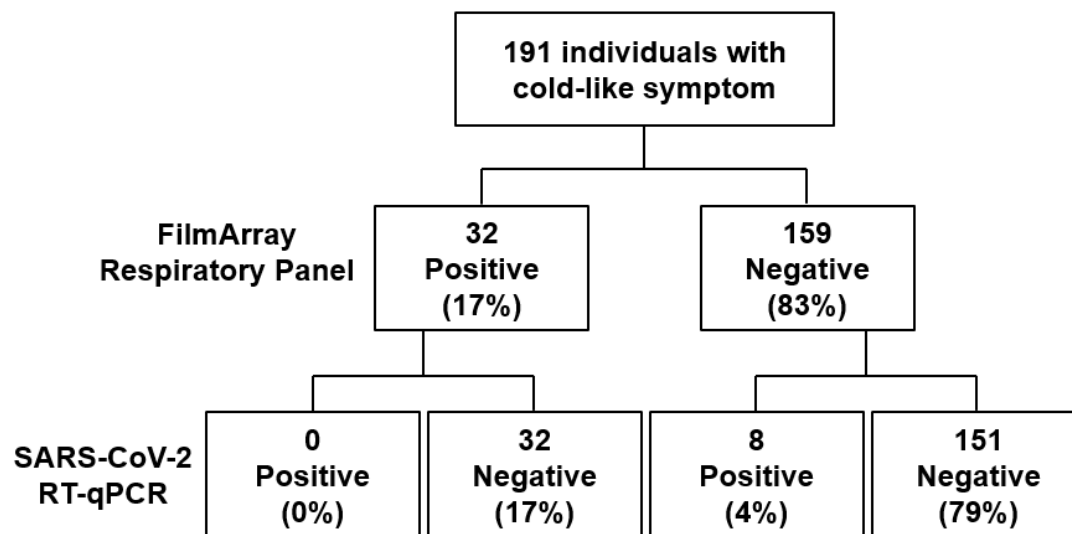 191 individuals with
cold-like symptom
FilmArray
Respiratory Panel
32
Positive
(17%)
159
Negative
(83%)
SARS-CoV-2
RT-qPCR
0
Positive
(0%)
32
Negative
(17%)
8
Positive
(4%)
151
Negative
(79%)